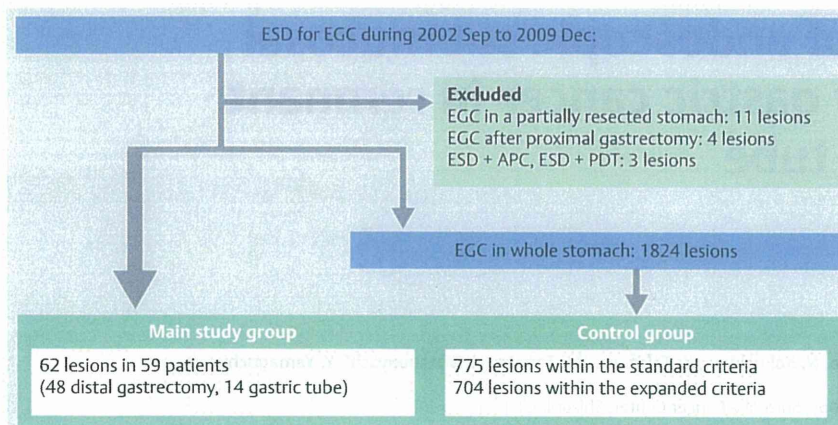 ESD for EGC during 2002 Sep to 2009 Dec:
Excluded
EGC in a partially resected stomach: 11 lesions
EGC after proximal gastrectomy: 4 lesions
ESD + APC, ESD + PDT: 3 lesions
EGC in whole stomach: 1824 lesions
Main study group
62 lesions in 59 patients
(48 distal gastrectomy, 14 gastric tube)
Control group
775 lesions within the standard criteria
704 lesions within the expanded criteria